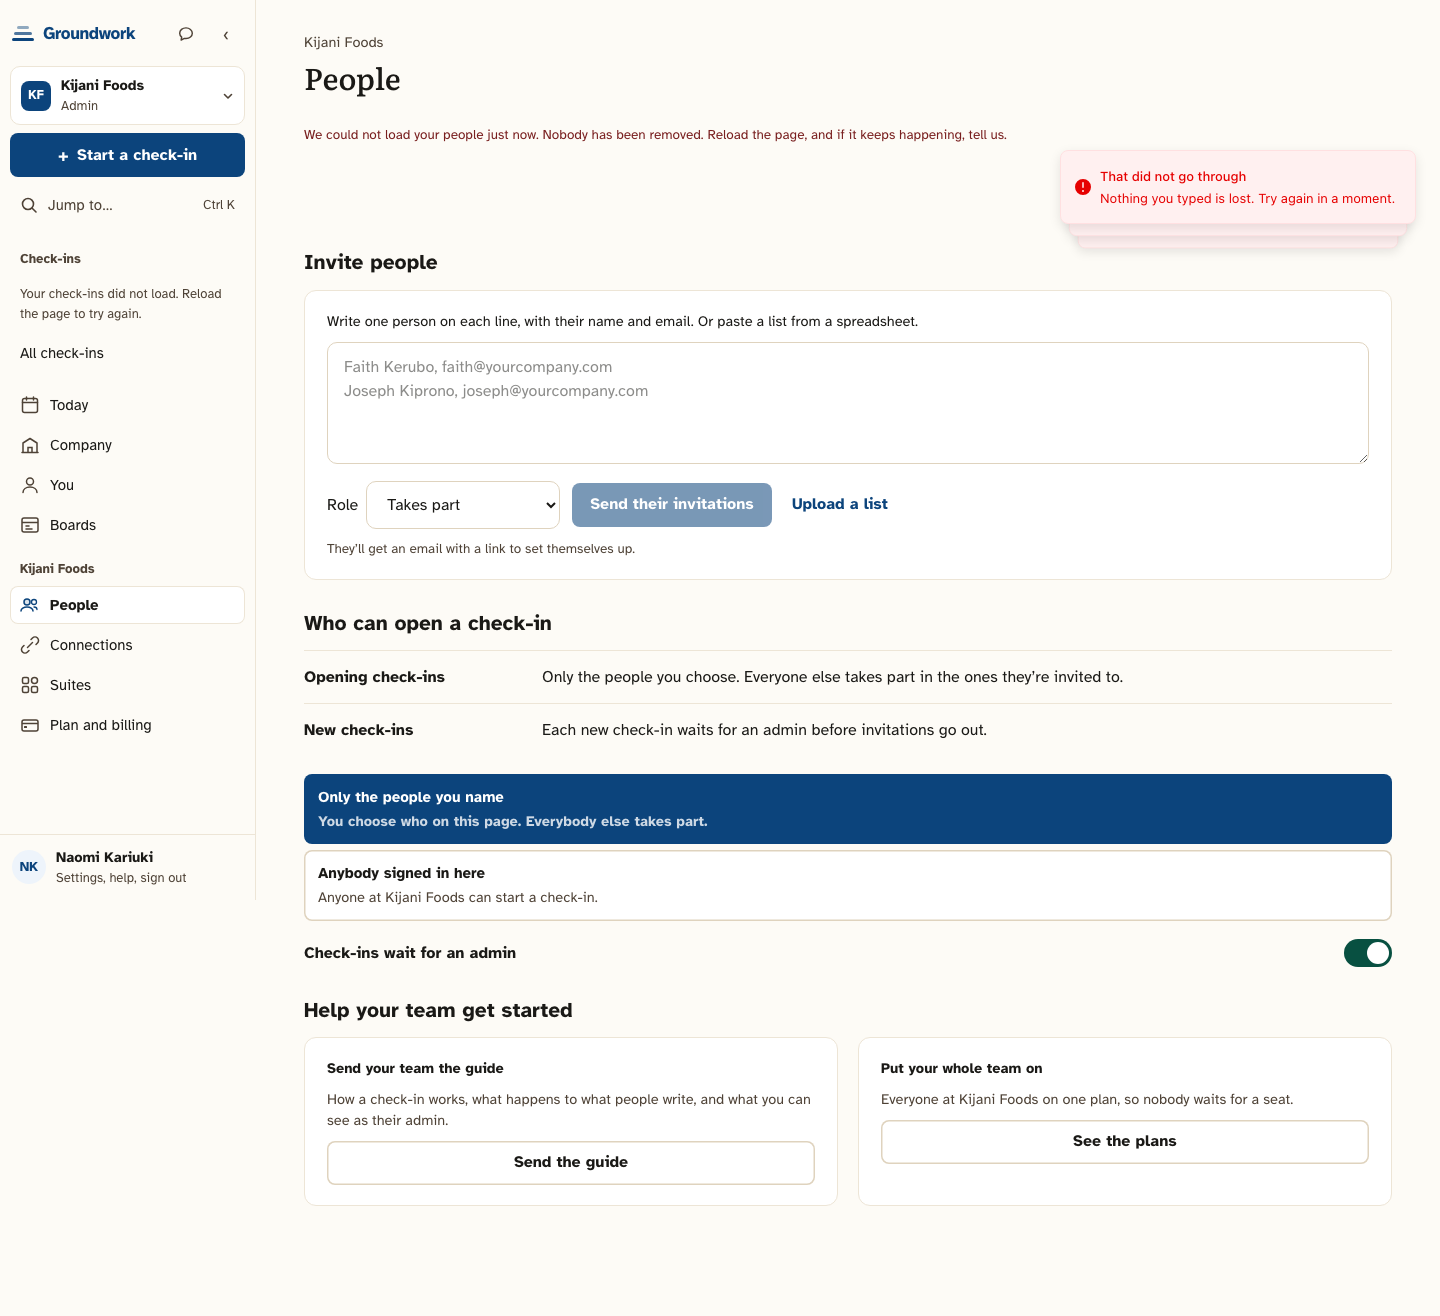 Groundwork
KF
Kijani Foods
Admin
+ Start a check-in
Jump to...
Ctrl K
Check-ins
Your check-ins did not load. Reload
the page to try again.
All check-ins
Today
Company
You
Boards
Kijani Foods
People
Connections
Suites
Plan and billing
NK
Naomi Kariuki
Settings, help, sign out
Kijani Foods
People
We could not load your people just now. Nobody has been removed. Reload the page, and if it keeps happening, tell us.
That did not go through
Nothing you typed is lost. Try again in a moment.
Invite people
Write one person on each line, with their name and email. Or paste a list from a spreadsheet.
Faith Kerubo, faith@yourcompany.com
Joseph Kiprono, joseph@yourcompany.com
Role
Takes part
Send their invitations
Upload a list
They’ll get an email with a link to set themselves up.
Who can open a check-in
Opening check-ins
Only the people you choose. Everyone else takes part in the ones they’re invited to.
New check-ins
Each new check-in waits for an admin before invitations go out.
Only the people you name
You choose who on this page. Everybody else takes part.
Anybody signed in here
Anyone at Kijani Foods can start a check-in.
Check-ins wait for an admin
Help your team get started
Send your team the guide
How a check-in works, what happens to what people write, and what you can
see as their admin.
Send the guide
Put your whole team on
Everyone at Kijani Foods on one plan, so nobody waits for a seat.
See the plans